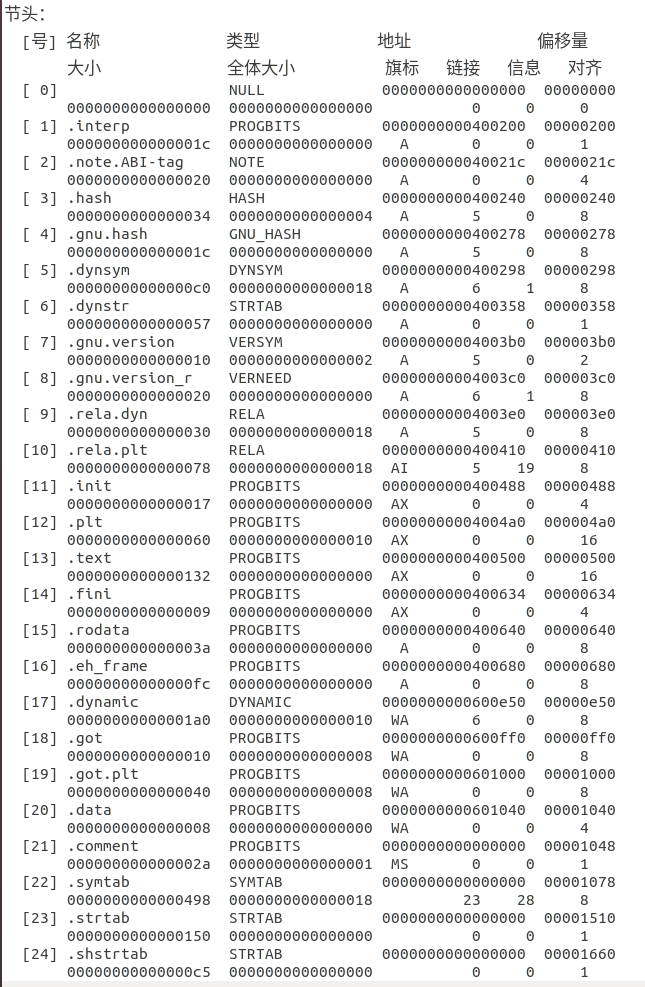 节头：
[号] 名称 类型 地址 偏移量
大小 全体大小 旗标 链接 信息 对齐
[ 0] NULL 0000000000000000 00000000
0000000000000000 0000000000000000 0 0 0
[ 1] .interp PROGBITS 0000000000400200 00000200
000000000000001c 0000000000000000 A 0 0 1
[ 2] .note.ABI-tag NOTE 000000000040021c 0000021c
0000000000000020 0000000000000000 A 0 0 4
[ 3] .hash HASH 0000000000400240 00000240
0000000000000034 0000000000000004 A 5 0 8
[ 4] .gnu.hash GNU_HASH 0000000000400278 00000278
000000000000001c 0000000000000000 A 5 0 8
[ 5] .dynsym DYNSYM 0000000000400298 00000298
00000000000000c0 0000000000000018 A 6 1 8
[ 6] .dynstr STRTAB 0000000000400358 00000358
0000000000000057 0000000000000000 A 0 0 1
[ 7] .gnu.version VERSYM 00000000004003b0 000003b0
0000000000000010 0000000000000002 A 5 0 2
[ 8] .gnu.version_r VERNEED 00000000004003c0 000003c0
0000000000000020 0000000000000000 A 6 1 8
[ 9] .rela.dyn RELA 00000000004003e0 000003e0
0000000000000030 0000000000000018 A 5 0 8
[10] .rela.plt RELA 0000000000400410 00000410
0000000000000078 0000000000000018 AI 5 19 8
[11] .init PROGBITS 0000000000400488 00000488
0000000000000017 0000000000000000 AX 0 0 4
[12] .plt PROGBITS 00000000004004a0 000004a0
0000000000000060 0000000000000010 AX 0 0 16
[13] .text PROGBITS 0000000000400500 00000500
0000000000000132 0000000000000000 AX 0 0 16
[14] .fini PROGBITS 0000000000400634 00000634
0000000000000009 0000000000000000 AX 0 0 4
[15] .rodata PROGBITS 0000000000400640 00000640
000000000000003a 0000000000000000 A 0 0 8
[16] .eh_frame PROGBITS 0000000000400680 00000680
00000000000000fc 0000000000000000 A 0 0 8
[17] .dynamic DYNAMIC 0000000000600e50 00000e50
00000000000001a0 0000000000000010 WA 6 0 8
[18] .got PROGBITS 0000000000600ff0 00000ff0
0000000000000010 0000000000000008 WA 0 0 8
[19] .got.plt PROGBITS 0000000000601000 00001000
0000000000000040 0000000000000008 WA 0 0 8
[20] .data PROGBITS 0000000000601040 00001040
0000000000000008 0000000000000000 WA 0 0 4
[21] .comment PROGBITS 0000000000000000 00001048
000000000000002a 0000000000000001 MS 0 0 1
[22] .symtab SYMTAB 0000000000000000 00001078
0000000000000498 0000000000000018 23 28 8
[23] .strtab STRTAB 0000000000000000 00001510
0000000000000150 0000000000000000 0 0 1
[24] .shstrtab STRTAB 0000000000000000 00001660
00000000000000c5 0000000000000000 0 0 1